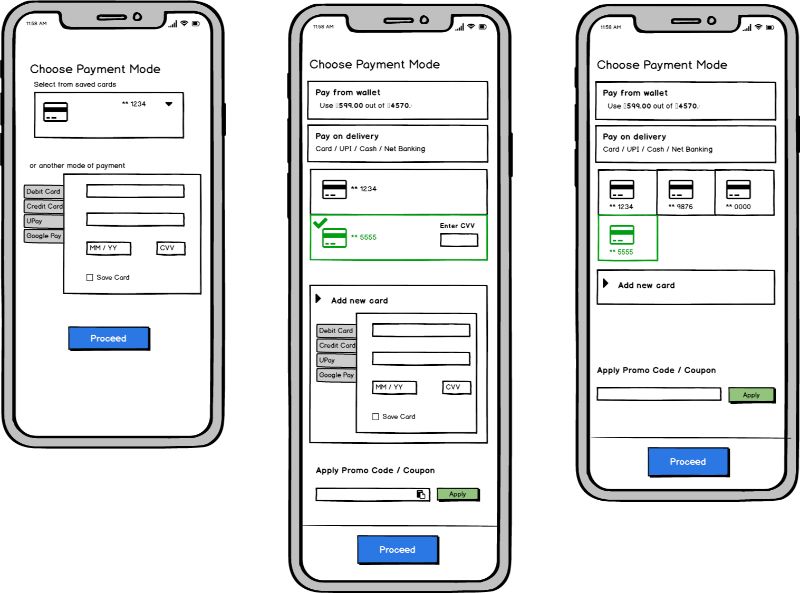 11:58 AM
Choose Payment Mode
Select from saved cards
** 1234
or another mode of payment
Debit Card
Credit Card
UPay
Google Pay
MM / YY
CVV
Save Card
Proceed
11:58 AM
Choose Payment Mode
Pay from wallet
Use ▯599.00 out of ▯4570.
Pay on delivery
Card / UPI / Cash / Net Banking
** 1234
** 5555
Enter CVV
Add new card
Debit Card
Credit Card
UPay
Google Pay
MM / YY
CVV
Save Card
Apply Promo Code / Coupon
Apply
Proceed
11:58 AM
Choose Payment Mode
Pay from wallet
Use ▯599.00 out of ▯4570.
Pay on delivery
Card / UPI / Cash / Net Banking
** 1234
** 9876
** 0000
** 5555
Add new card
Apply Promo Code / Coupon
Apply
Proceed